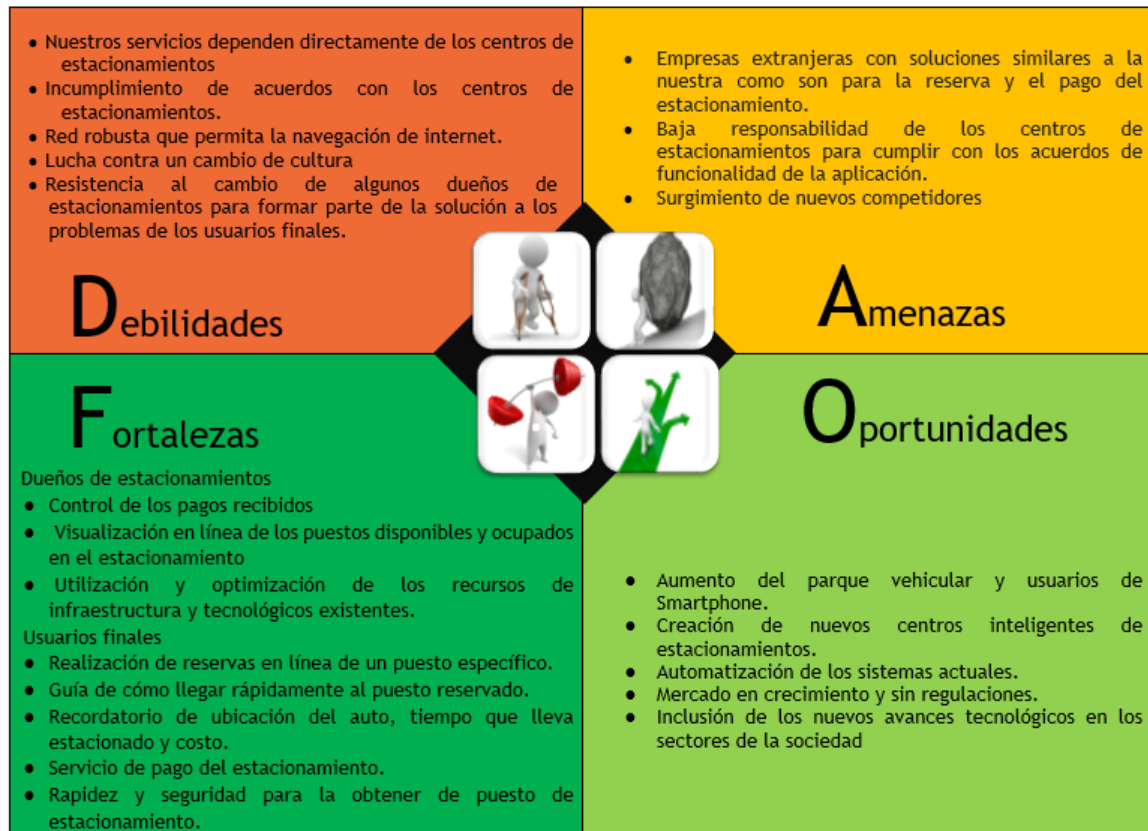 ● Nuestros servicios dependen directamente de los centros de
estacionamientos
● Incumplimiento de acuerdos con los centros de
estacionamientos.
● Red robusta que permita la navegación de internet.
● Lucha contra un cambio de cultura
● Resistencia al cambio de algunos dueños de
estacionamientos para formar parte de la solución a los
problemas de los usuarios finales.
Debilidades
● Empresas extranjeras con soluciones similares a la
nuestra como son para la reserva y el pago del
estacionamiento.
● Baja responsabilidad de los centros de
estacionamientos para cumplir con los acuerdos de
funcionalidad de la aplicación.
● Surgimiento de nuevos competidores
Amenazas
Fortalezas
Dueños de estacionamientos
● Control de los pagos recibidos
● Visualización en línea de los puestos disponibles y ocupados
en el estacionamiento
● Utilización y optimización de los recursos de
infraestructura y tecnológicos existentes.
Usuarios finales
● Realización de reservas en línea de un puesto específico.
● Guía de cómo llegar rápidamente al puesto reservado.
● Recordatorio de ubicación del auto, tiempo que lleva
estacionado y costo.
● Servicio de pago del estacionamiento.
● Rapidez y seguridad para la obtener de puesto de
estacionamiento.
Oportunidades
● Aumento del parque vehicular y usuarios de
Smartphone.
● Creación de nuevos centros inteligentes de
estacionamientos.
● Automatización de los sistemas actuales.
● Mercado en crecimiento y sin regulaciones.
● Inclusión de los nuevos avances tecnológicos en los
sectores de la sociedad